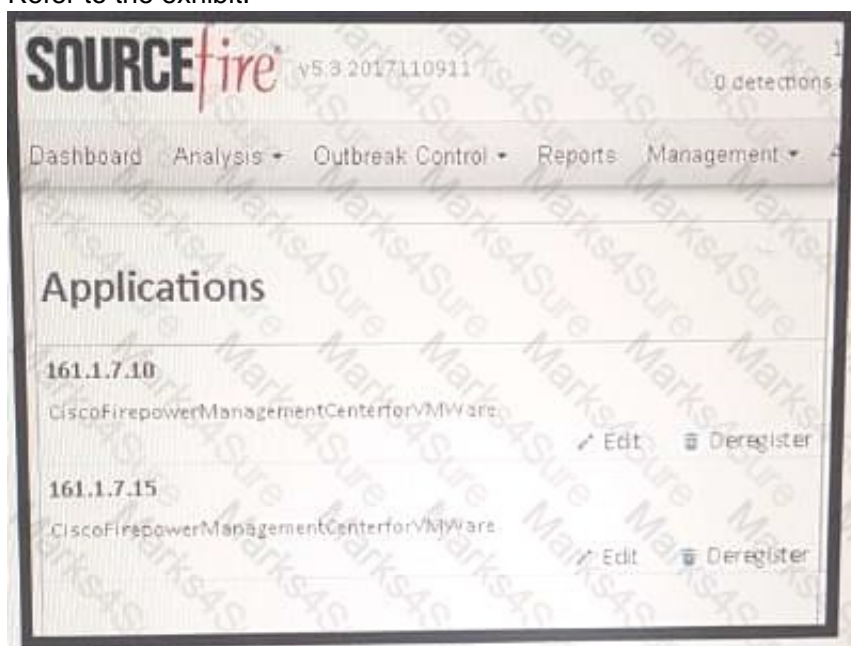 Refer to the exhibit.
SOURCEfire v5.3.2017110911
0 detections
Dashboard Analysis Outbreak Control Reports Management
Applications
161.1.7.10
CiscoFirepowerManagementCenterforVMWare
Edit Deregister
161.1.7.15
CiscoFirepowerManagementCenterforVMWare
Edit Deregister
Marks4Sure